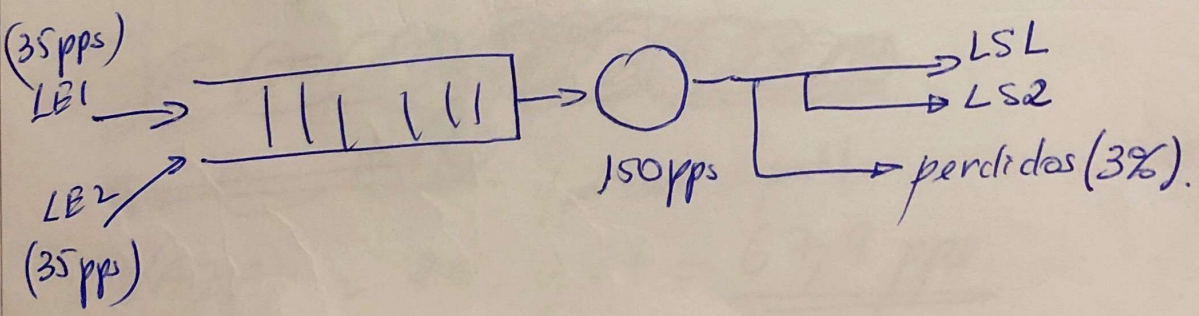 (35pps)
LE1
LE2
(35pps)
150pps
LSL
LS2
perdidos (3%).